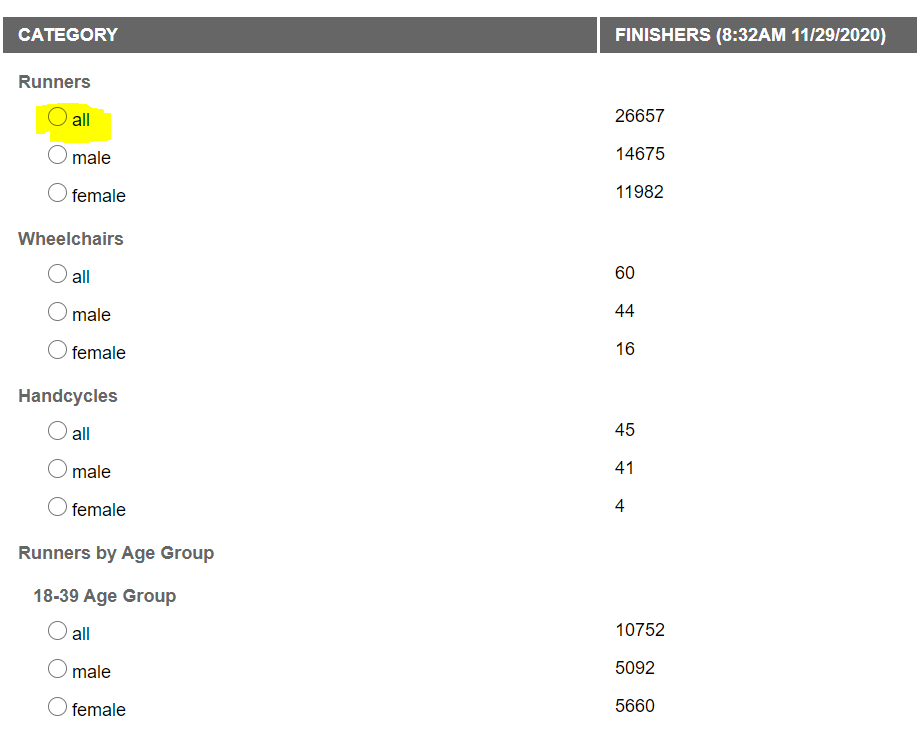 CATEGORY FINISHERS (8:32AM 11/29/2020)
Runners
all 26657
male 14675
female 11982
Wheelchairs
all 60
male 44
female 16
Handcycles
all 45
male 41
female 4
Runners by Age Group
18-39 Age Group
all 10752
male 5092
female 5660